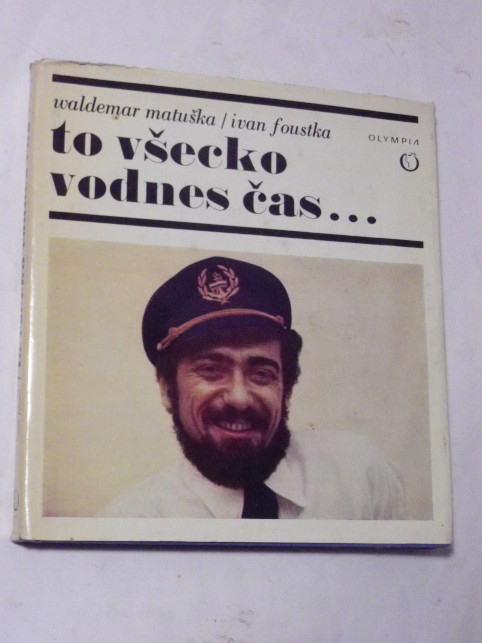 waldemar matuška / ivan foustka
OLYMPIA
to všecko
vodnes čas...